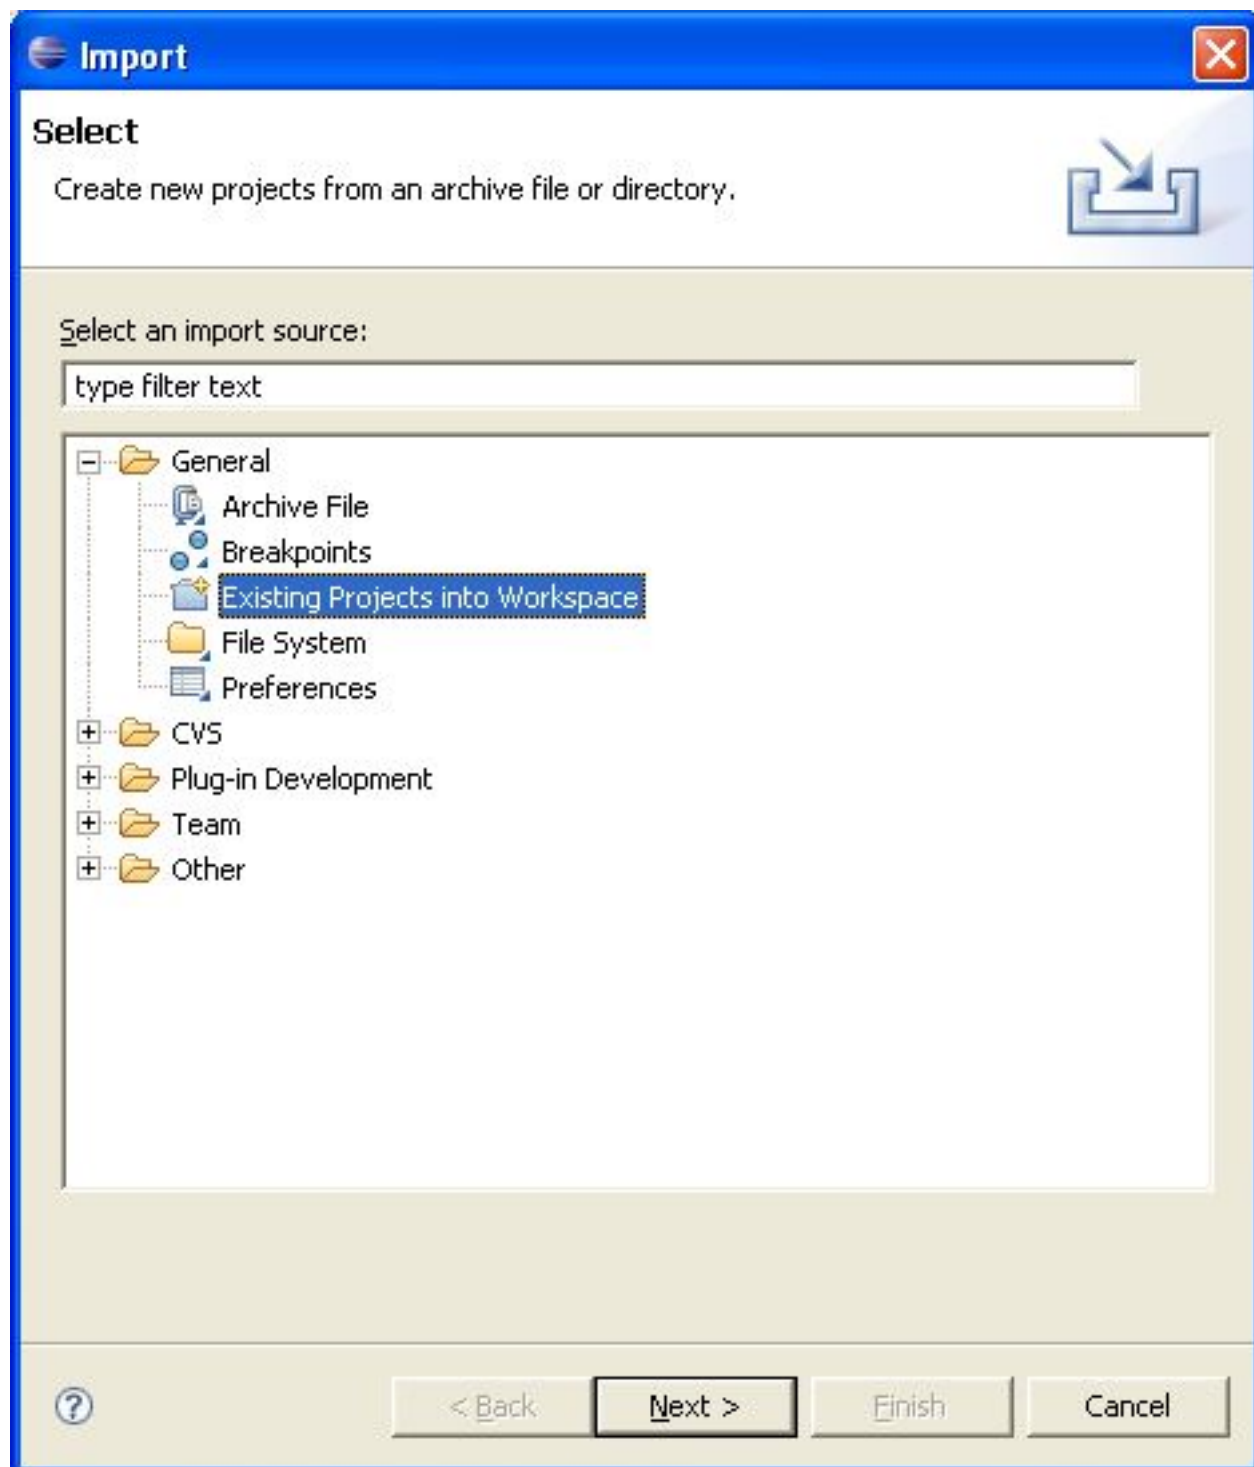 Import
Select
Create new projects from an archive file or directory.
Select an import source:
type filter text
General
Archive File
Breakpoints
Existing Projects into Workspace
File System
Preferences
CVS
Plug-in Development
Team
Other
? < Back Next > Finish Cancel